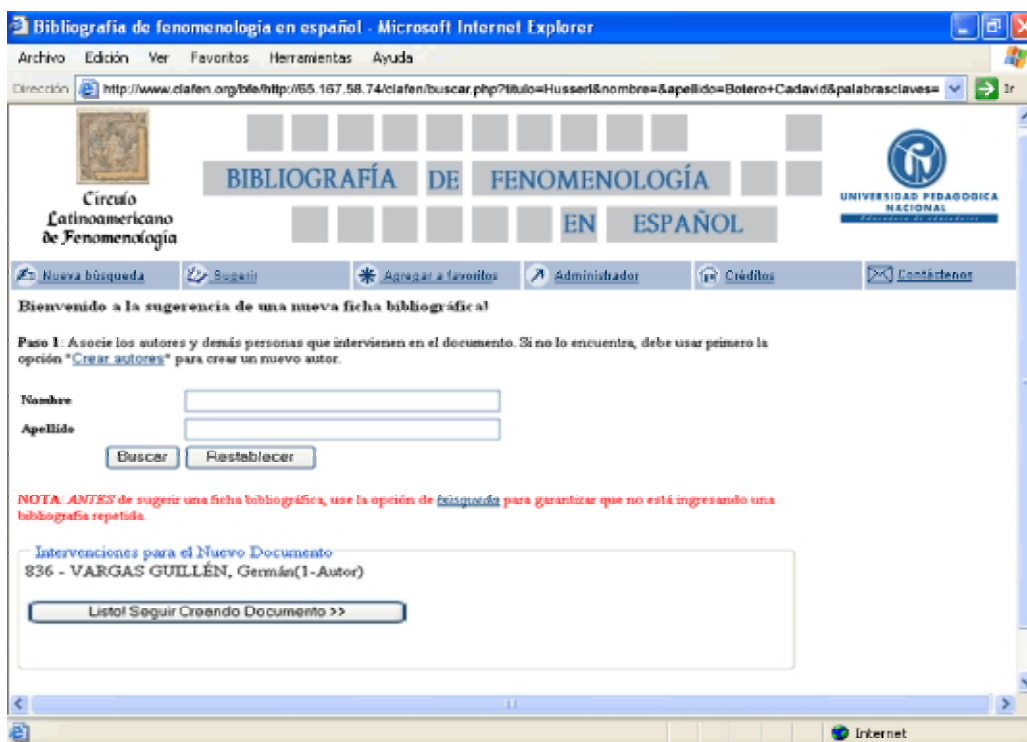 Bibliografía de fenomenología en español - Microsoft Internet Explorer
Archivo Edición Ver Favoritos Herramientas Ayuda
Dirección http://www.clafen.org/bfe/http://65.167.58.74/clafen/buscar.php?titulo=Husserl&nombre=&apellido=Botero+Cadavid&palabrasclaves= Ir
Círculo
Latinoamericano
de Fenomenología
BIBLIOGRAFÍA DE FENOMENOLOGÍA
EN ESPAÑOL
UNIVERSIDAD PEDAGOGICA
NACIONAL
Educadora de educadores
Nueva búsqueda Sugerir Agregar a favoritos Administrador Créditos Contáctenos
Bienvenido a la sugerencia de una nueva ficha bibliográfica!
Paso 1: Asocie los autores y demás personas que intervienen en el documento. Si no lo encuentra, debe usar primero la
opción "Crear autores" para crear un nuevo autor.
Nombre
Apellido
Buscar Restablecer
NOTA: ANTES de sugerir una ficha bibliográfica, use la opción de búsqueda para garantizar que no está ingresando una
bibliografía repetida.
Intervenciones para el Nuevo Documento
836 - VARGAS GUILLÉN, Germán(1-Autor)
Listo! Seguir Creando Documento >>
Internet